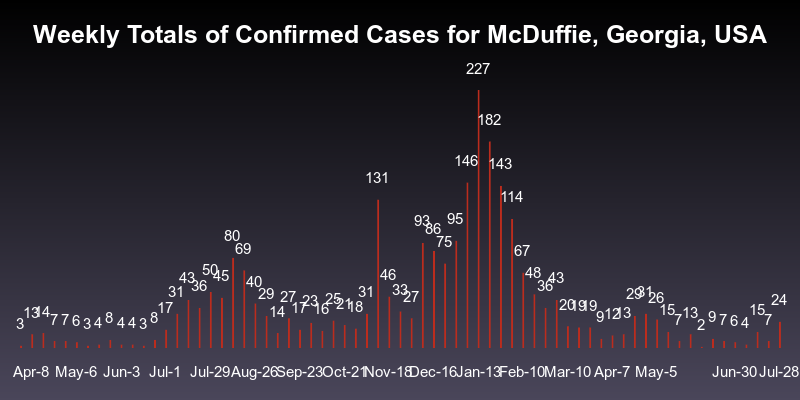 Weekly Totals of Confirmed Cases for McDuffie, Georgia, USA
3 13 14 7 7 6 3 4 8 4 4 3 8 17 31 43 36 50 45 80 69 40 29 14 27 17 23 16 25 21 18 31 131 46 33 27 93 86 75 95 146 227 182 143 114 67 48 36 43 20 19 19 9 12 13 29 31 26 15 7 13 2 9 7 6 4 15 7 24
Apr-8 May-6 Jun-3 Jul-1 Jul-29 Aug-26 Sep-23 Oct-21 Nov-18 Dec-16 Jan-13 Feb-10 Mar-10 Apr-7 May-5 Jun-30 Jul-28